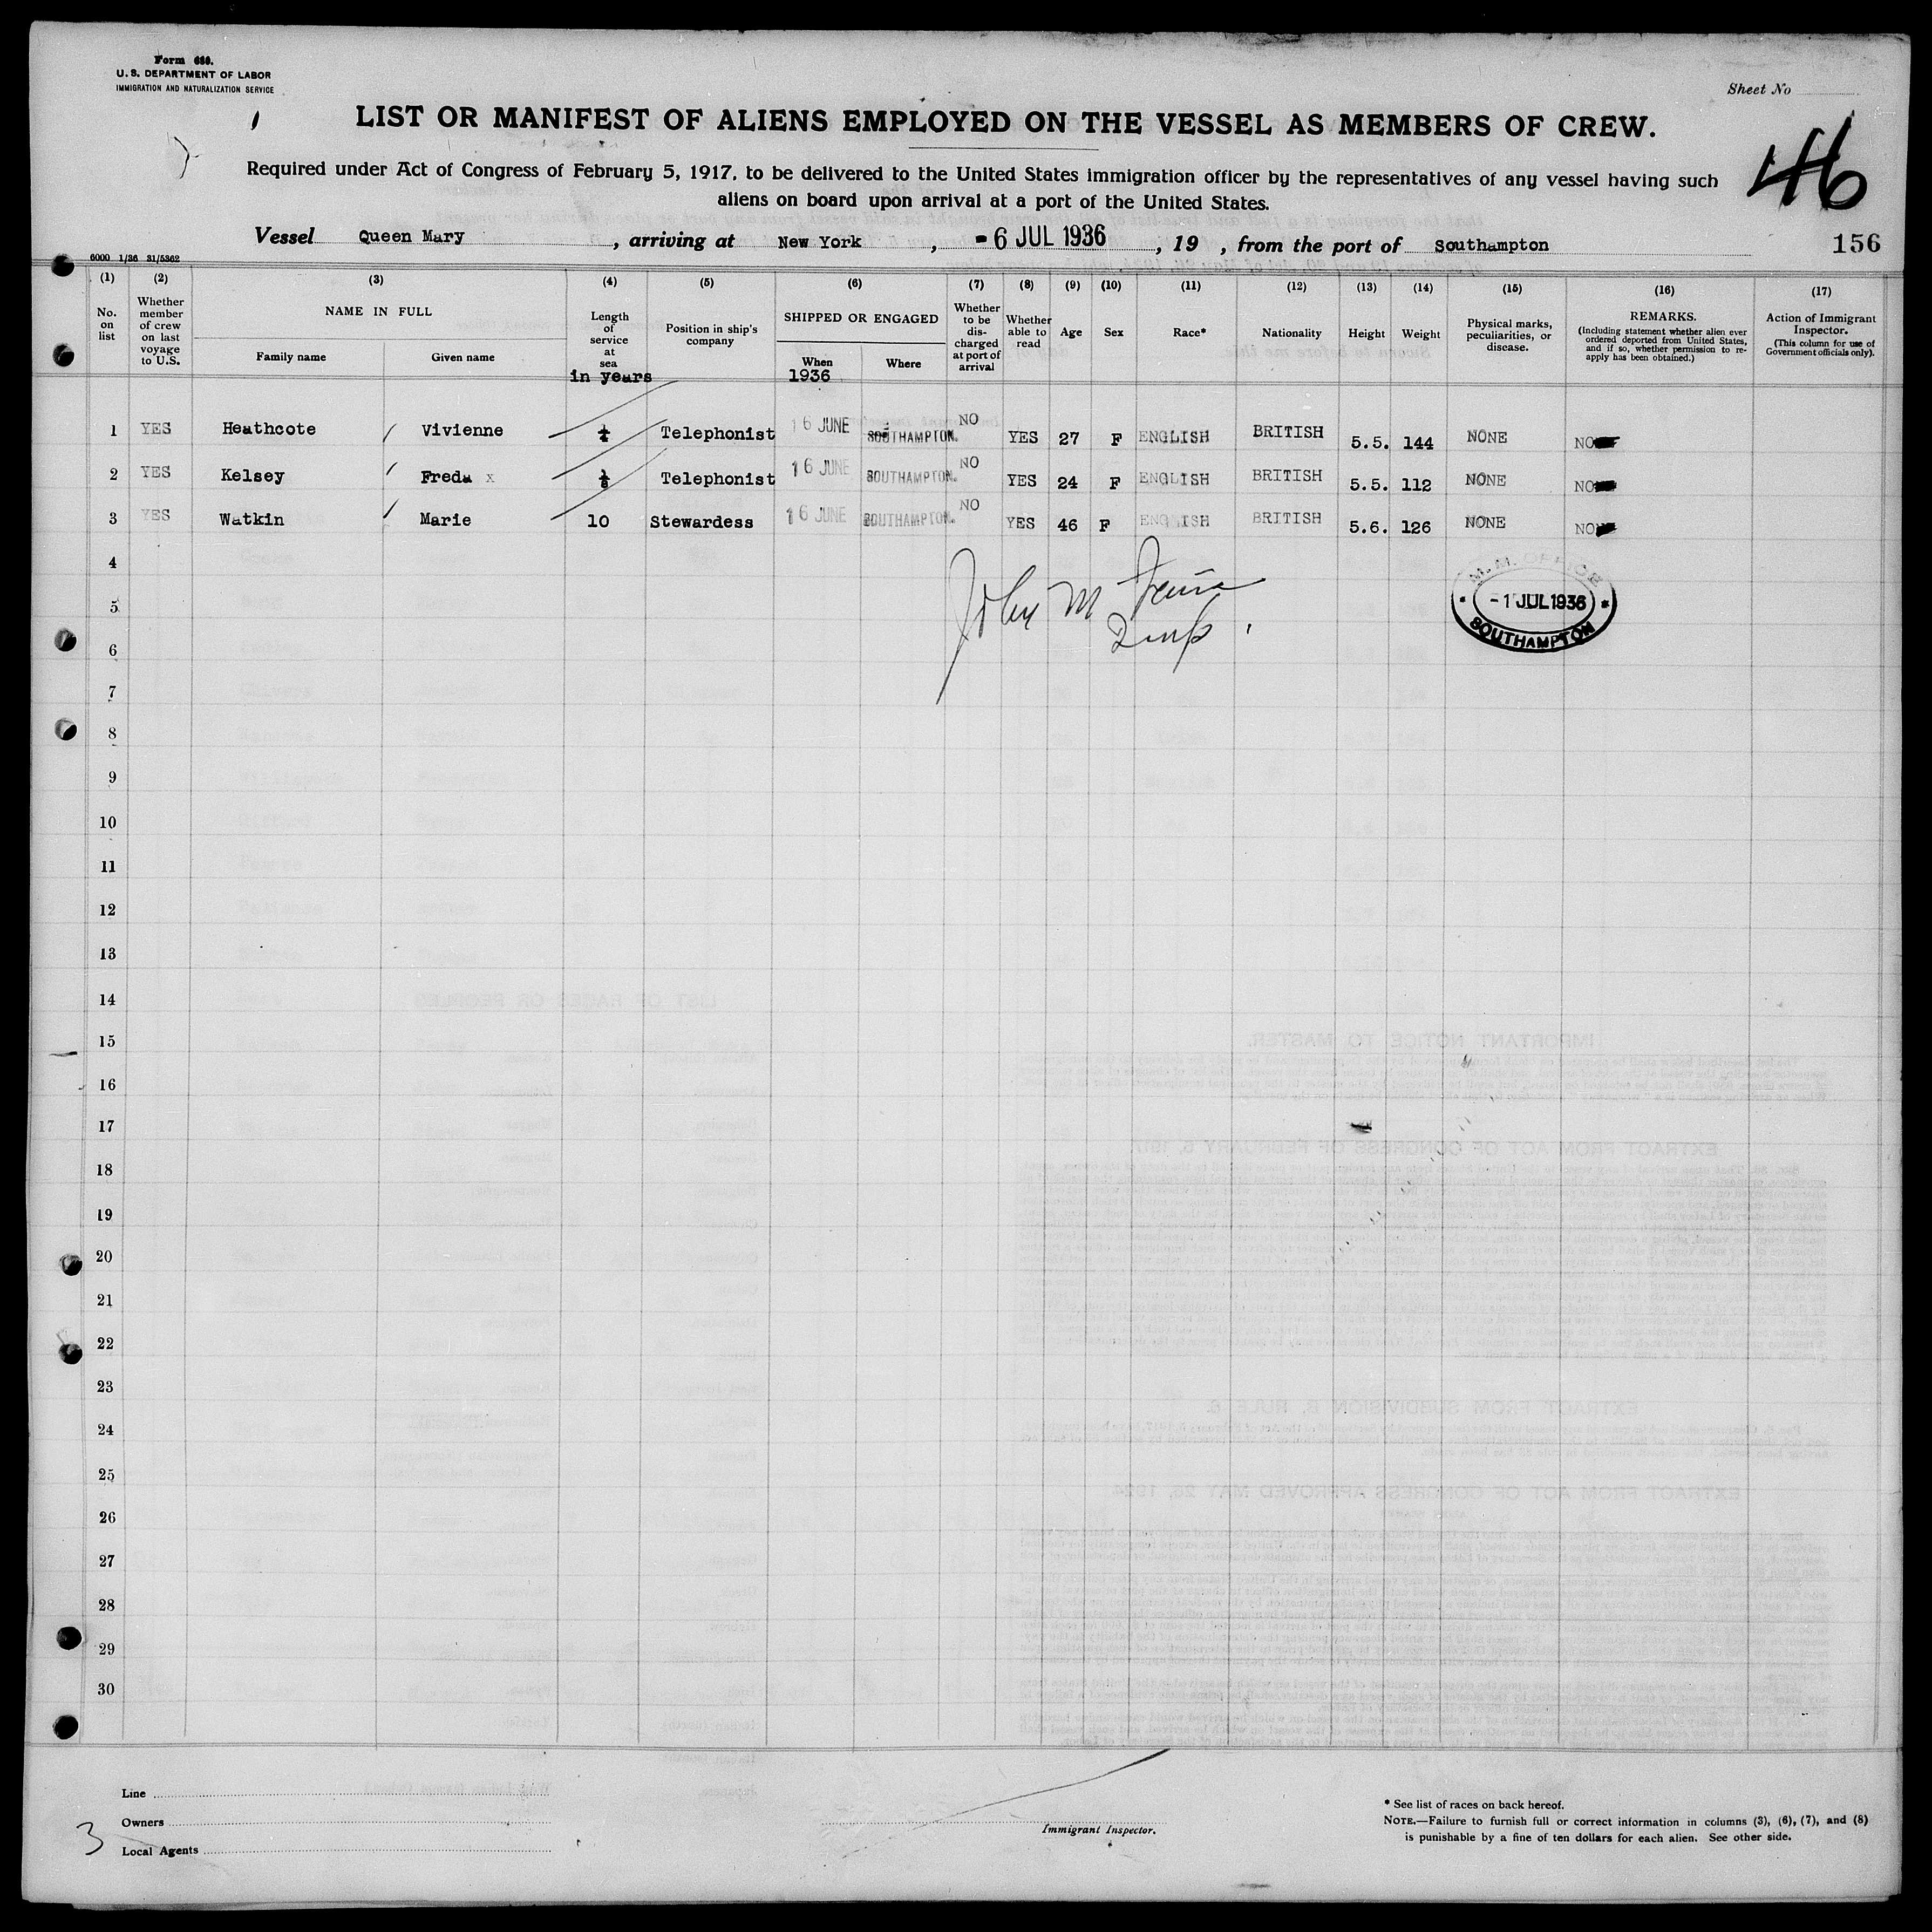 Form 680.
U. S. DEPARTMENT OF LABOR
IMMIGRATION AND NATURALIZATION SERVICE
Sheet No
LIST OR MANIFEST OF ALIENS EMPLOYED ON THE VESSEL AS MEMBERS OF CREW.
46
Required under Act of Congress of February 5, 1917, to be delivered to the United States immigration officer by the representatives of any vessel having such
aliens on board upon arrival at a port of the United States.
Vessel Queen Mary, arriving at New York, -6 JUL 1936, 19 , from the port of Southampton
156
6000 1/36 31/5362
(1) (2) (3) (4) (5) (6) (7) (8) (9) (10) (11) (12) (13) (14) (15) (16) (17)
No. on list
Whether member of crew on last voyage to U.S.
NAME IN FULL
Family name
Given name
Length of service at sea
in years
Position in ship's company
SHIPPED OR ENGAGED
When
1936
Where
Whether to be discharged at port of arrival
Whether able to read
Age
Sex
Race*
Nationality
Height
Weight
Physical marks, peculiarities, or disease.
REMARKS.
(Including statement whether alien ever ordered deported from United States, and if so, whether permission to reapply has been obtained.)
Action of Immigrant Inspector.
(This column for use of Government officials only).
1 YES Heathcote Vivienne Telephonist 16 JUNE SOUTHAMPTON. NO YES 27 F ENGLISH BRITISH 5.5. 144 NONE NO
2 YES Kelsey Freda x Telephonist 16 JUNE SOUTHAMPTON. NO YES 24 F ENGLISH BRITISH 5.5. 112 NONE NO
3 YES Watkin Marie 10 Stewardess 16 JUNE SOUTHAMPTON. NO YES 46 F ENGLISH BRITISH 5.6. 126 NONE NO
4
5
6
7
8
9
10
11
12
13
14
15
16
17
18
19
20
21
22
23
24
25
26
27
28
29
30
John M
M.M. OFFICE
-1 JUL 1936
SOUTHAMPTON
Line
Owners
Local Agents
3
Immigrant Inspector.
* See list of races on back hereof.
NOTE.—Failure to furnish full or correct information in columns (3), (6), (7), and (8)
is punishable by a fine of ten dollars for each alien. See other side.